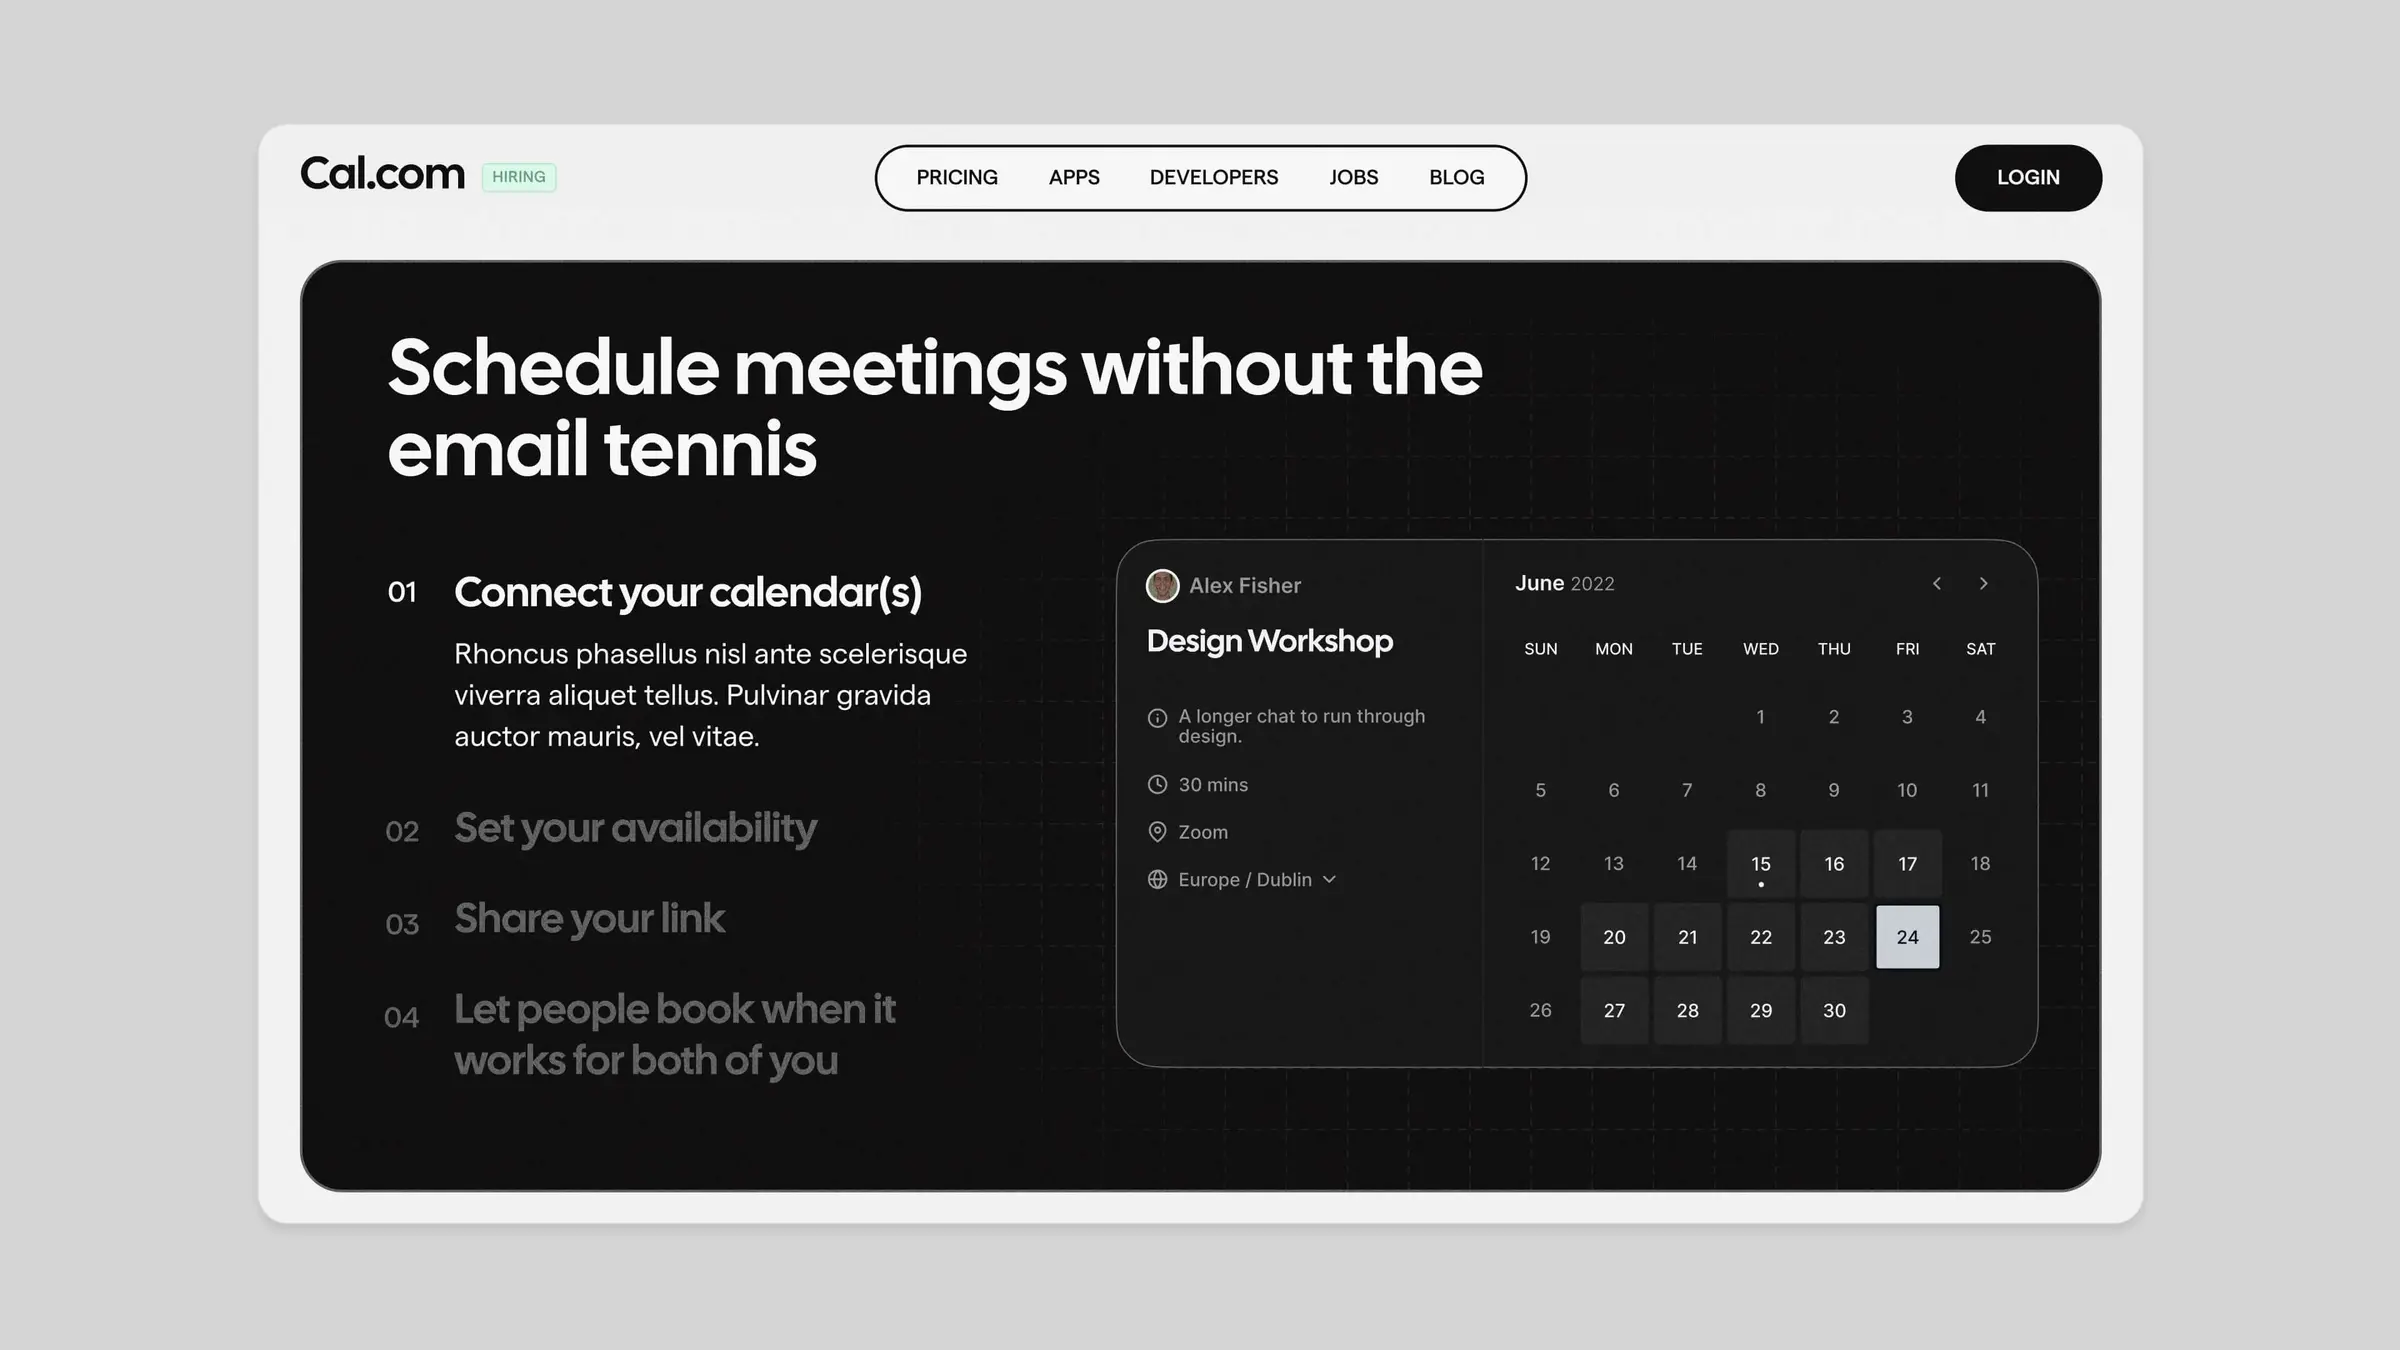 Cal.com HIRING
PRICING APPS DEVELOPERS JOBS BLOG
LOGIN
Schedule meetings without the
email tennis
01 Connect your calendar(s)
Rhoncus phasellus nisl ante scelerisque
viverra aliquet tellus. Pulvinar gravida
auctor mauris, vel vitae.
02 Set your availability
03 Share your link
04 Let people book when it
works for both of you
Alex Fisher
Design Workshop
A longer chat to run through
design.
30 mins
Zoom
Europe / Dublin
June 2022
SUN MON TUE WED THU FRI SAT
1 2 3 4
5 6 7 8 9 10 11
12 13 14 15 16 17 18
19 20 21 22 23 24 25
26 27 28 29 30